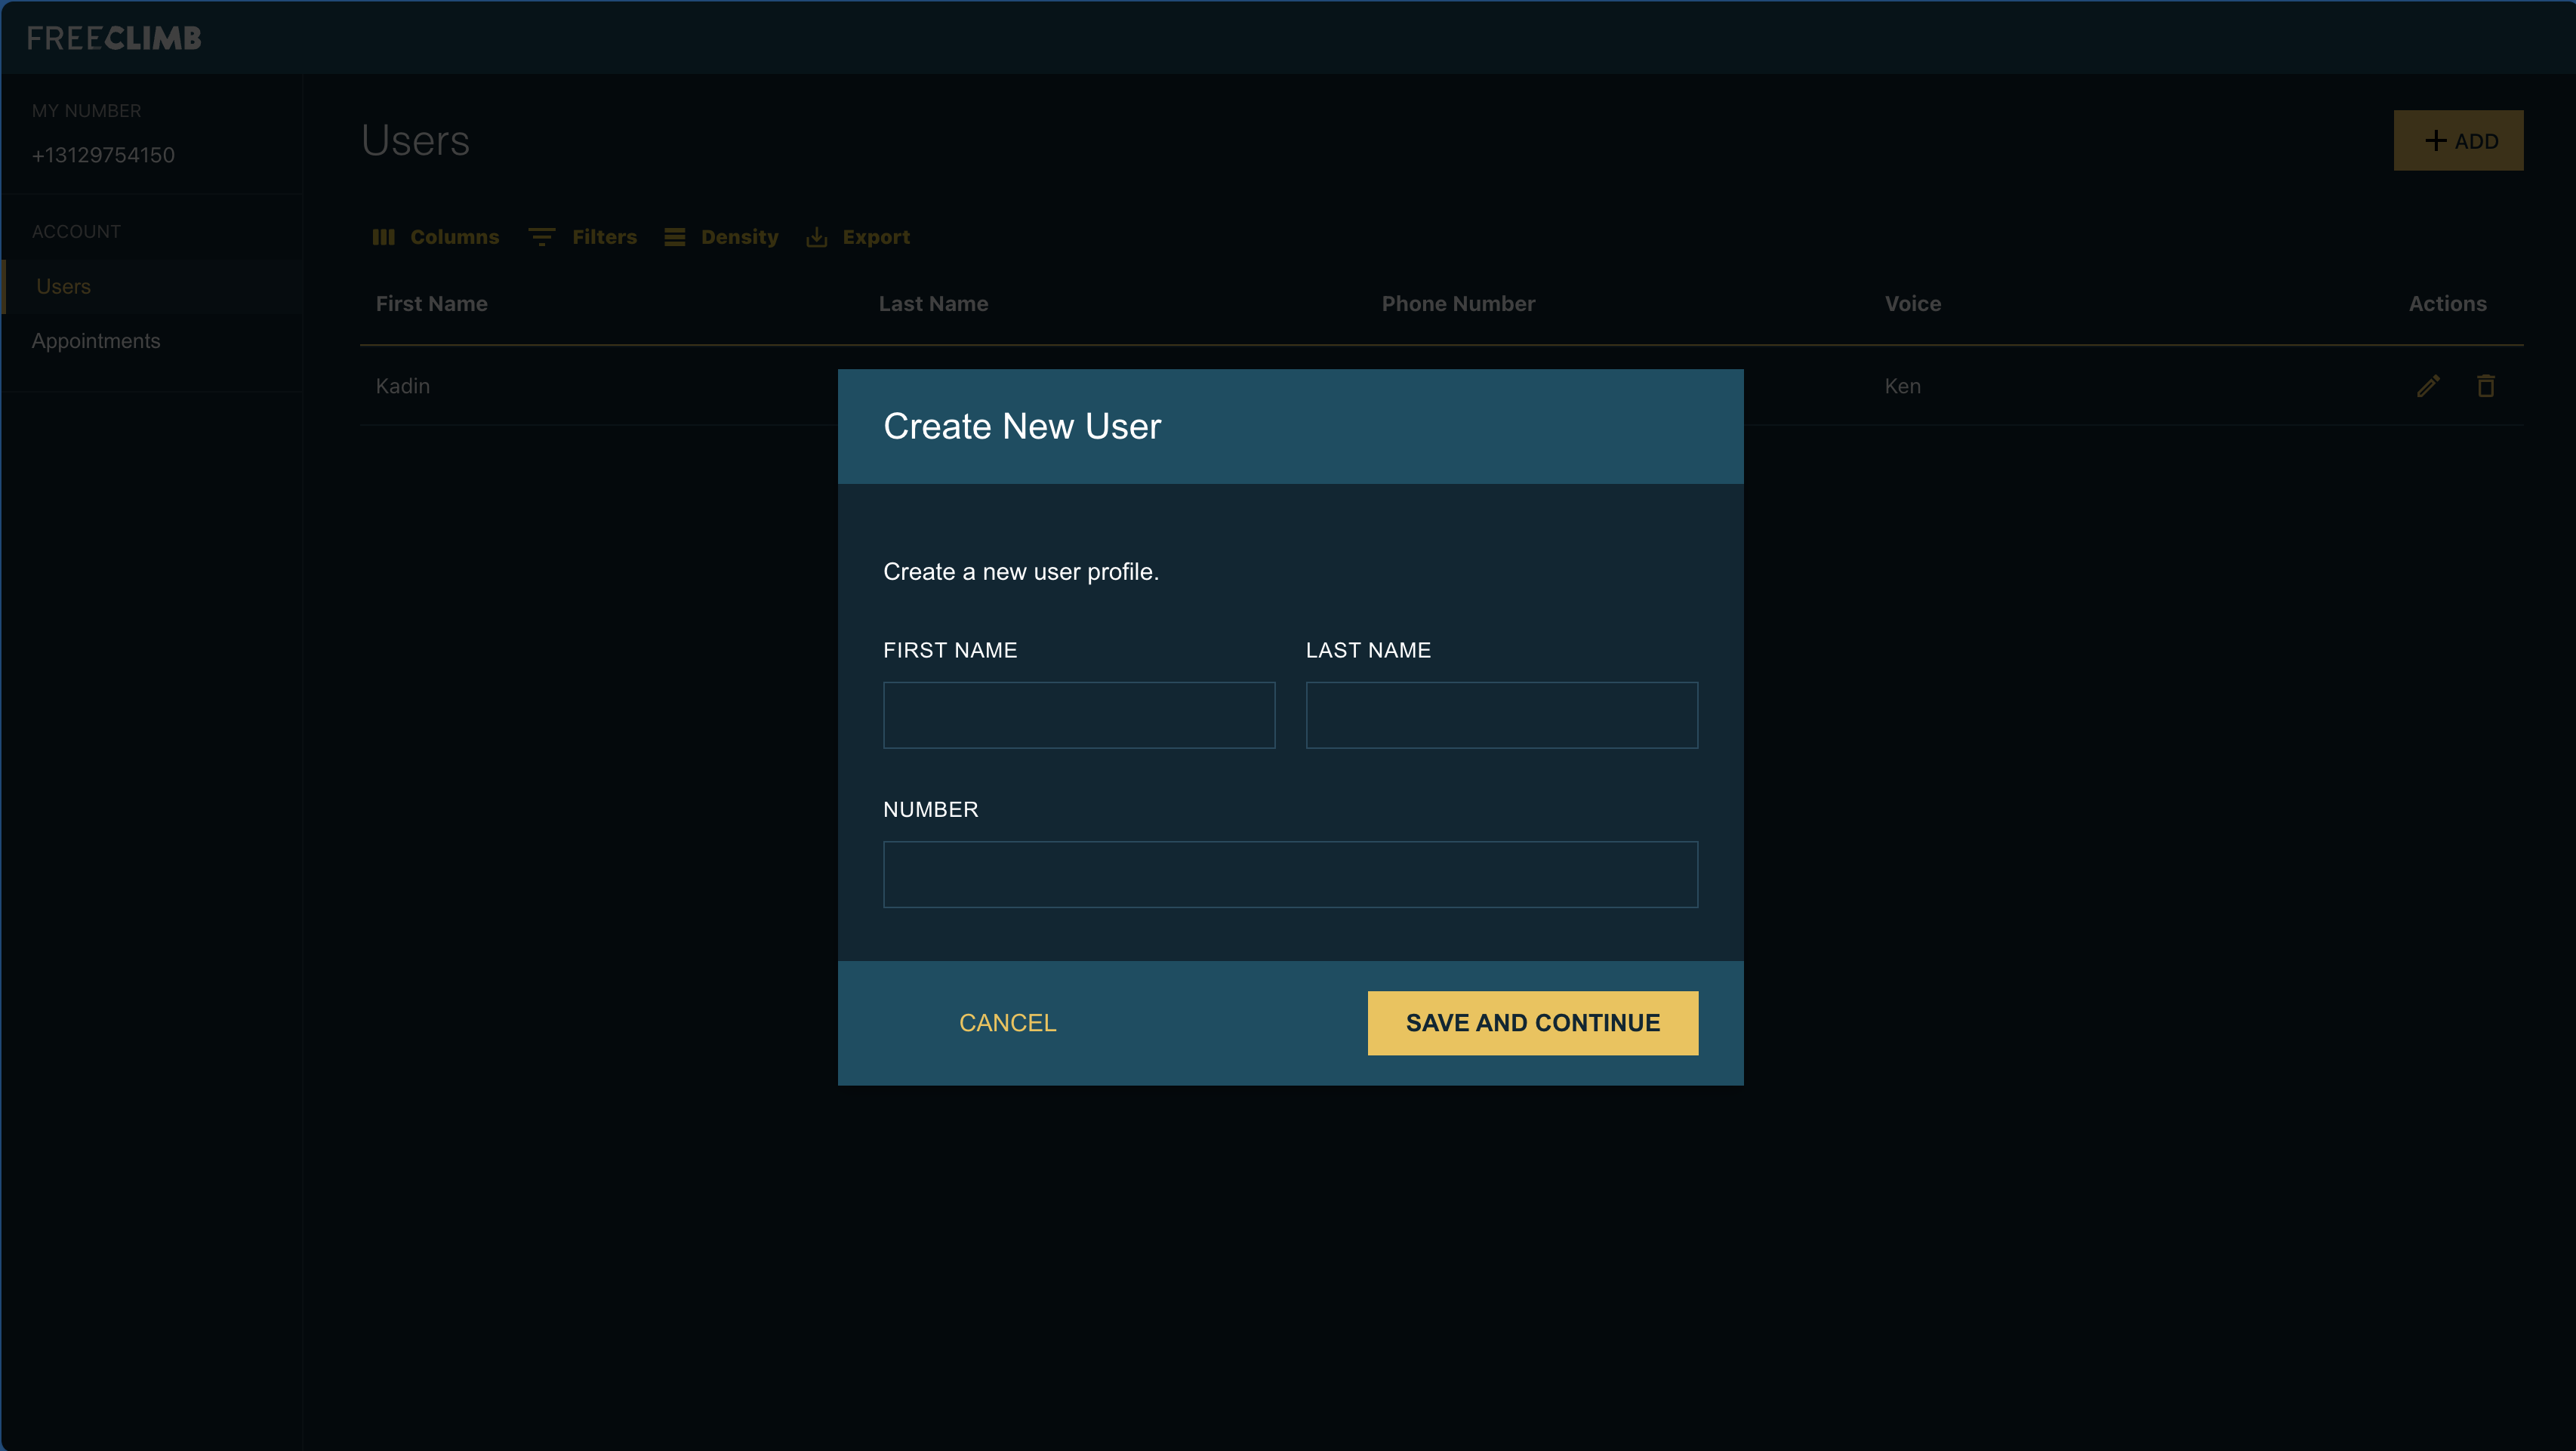 FREECLIMB
MY NUMBER
+13129754150
ACCOUNT
Users
Appointments
Users
ADD
Columns Filters Density Export
First Name Last Name Phone Number Voice Actions
Kadin Ken
Create New User
Create a new user profile.
FIRST NAME LAST NAME
NUMBER
CANCEL SAVE AND CONTINUE